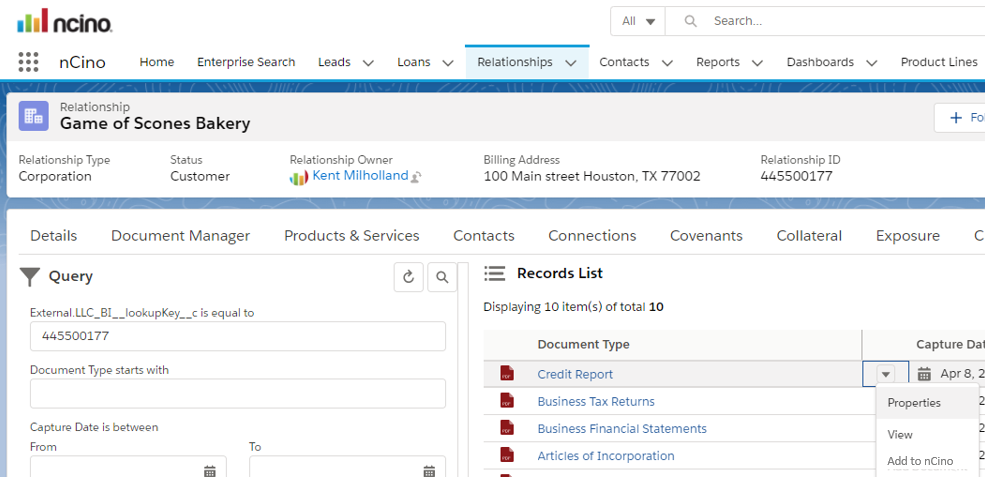 ncino.
All Search...
nCino Home Enterprise Search Leads Loans Relationships Contacts Reports Dashboards Product Lines
Relationship
Game of Scones Bakery
+ Fol
Relationship Type Status Relationship Owner Billing Address Relationship ID
Corporation Customer Kent Milholland 100 Main street Houston, TX 77002 445500177
Details Document Manager Products & Services Contacts Connections Covenants Collateral Exposure C
Query
Records List
External.LLC_BI__lookupKey__c is equal to
Displaying 10 item(s) of total 10
445500177
Document Type Capture Dat
Document Type starts with
Credit Report Apr 8, 2
Business Tax Returns
Properties
Capture Date is between
Business Financial Statements
View
From To
Articles of Incorporation
Add to nCino